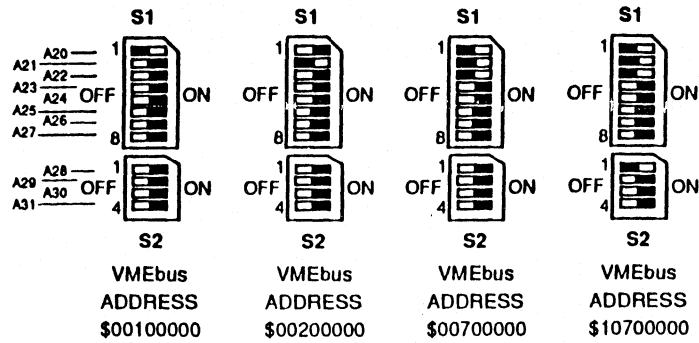 S1 S1 S1 S1
A20 1 1 1 1
A21
A22
A23
A24 OFF ON OFF ON OFF ON OFF ON
A25
A26
A27 8 8 8 8
A28 1 1 1 1
A29 OFF ON OFF ON OFF ON OFF ON
A30
A31 4 4 4 4
S2 S2 S2 S2
VMEbus VMEbus VMEbus VMEbus
ADDRESS ADDRESS ADDRESS ADDRESS
$00100000 $00200000 $00700000 $10700000